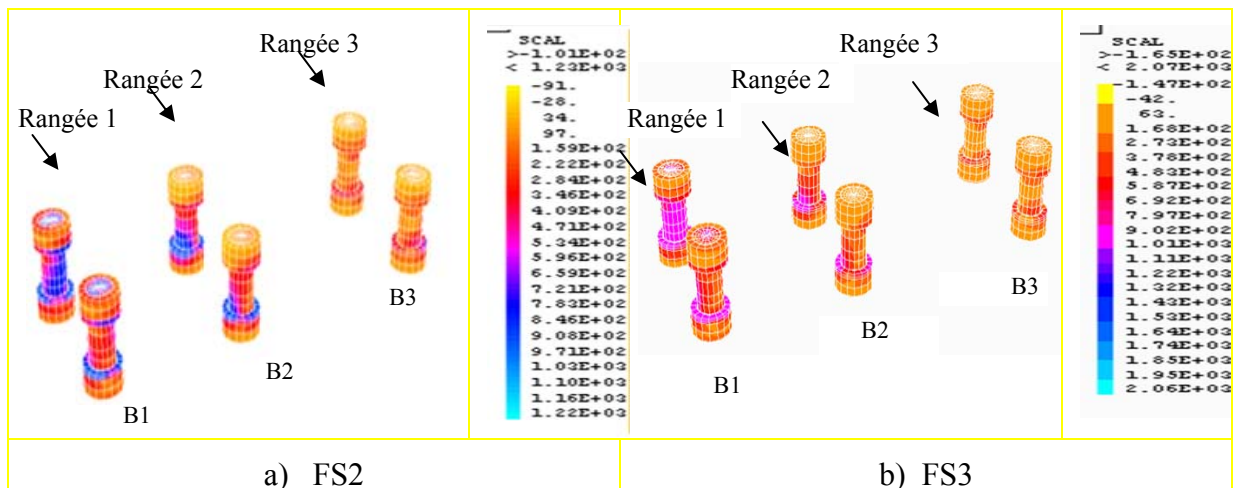 Rangée 3
Rangée 2
Rangée 1
B3
B2
B1
SCAL
>-1.01E+02
< 1.23E+03
-91.
-28.
34.
97.
1.59E+02
2.22E+02
2.84E+02
3.46E+02
4.09E+02
4.71E+02
5.34E+02
5.96E+02
6.59E+02
7.21E+02
7.83E+02
8.46E+02
9.08E+02
9.71E+02
1.03E+03
1.10E+03
1.16E+03
1.22E+03
Rangée 3
Rangée 2
Rangée 1
B3
B2
B1
SCAL
>-1.65E+02
< 2.07E+03
-1.47E+02
-42.
63.
1.68E+02
2.73E+02
3.78E+02
4.83E+02
5.87E+02
6.92E+02
7.97E+02
9.02E+02
1.01E+03
1.11E+03
1.22E+03
1.32E+03
1.43E+03
1.53E+03
1.64E+03
1.74E+03
1.85E+03
1.95E+03
2.06E+03
a) FS2
b) FS3